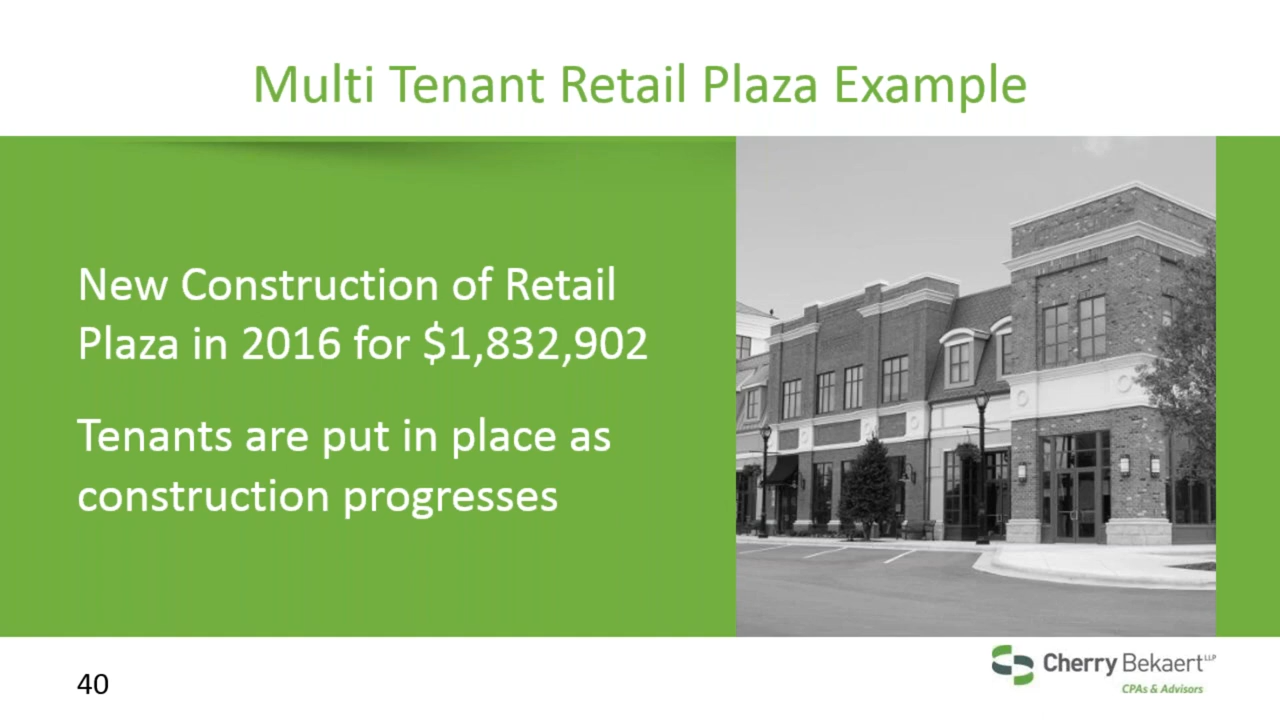 Multi Tenant Retail Plaza Example
New Construction of Retail
Plaza in 2016 for $1,832,902
Tenants are put in place as
construction progresses
40
Cherry Bekaert LLP
CPAs & Advisors